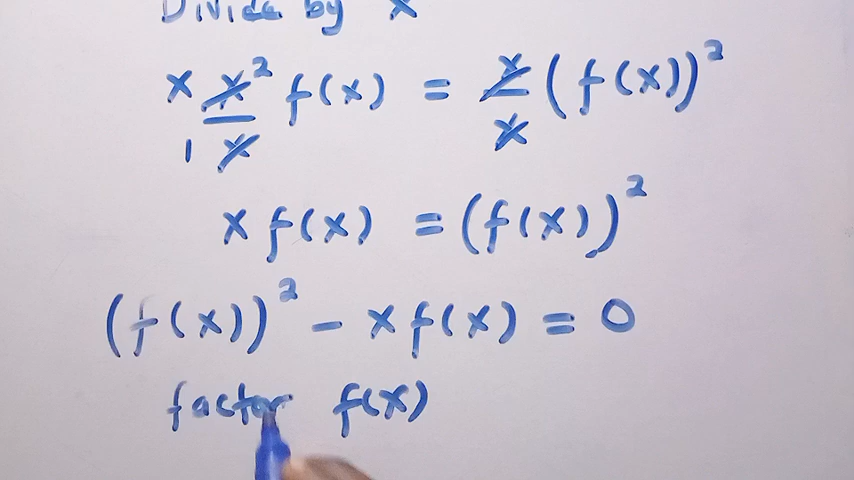 Divide by x
x x² f(x) = x (f(x))²
1 x x
x f(x) = (f(x))²
(f(x))² - x f(x) = 0
factor f(x)